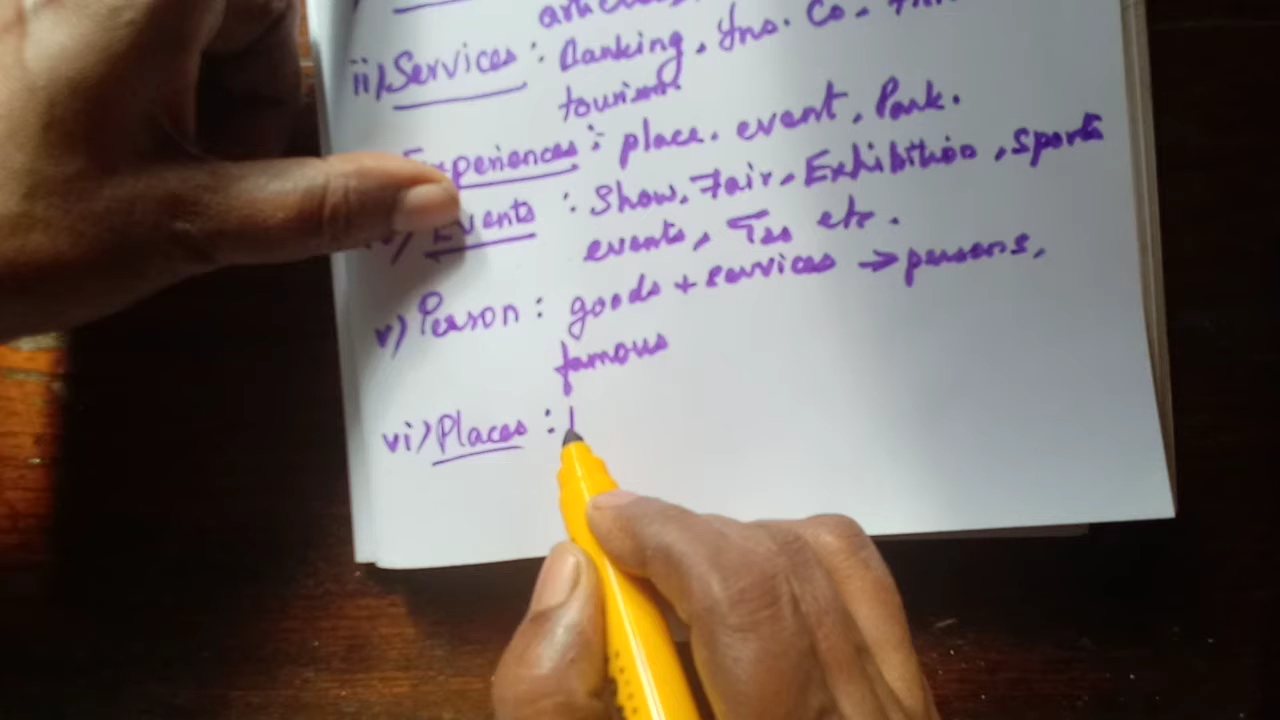 ii) Services : Banking, Ins. Co.
tourism
Experiences : place. event, Park.
iv) Events : Show, Fair, Exhibition, sports
events, etc.
v) Person : goods + services → persons,
famous
vi) Places :